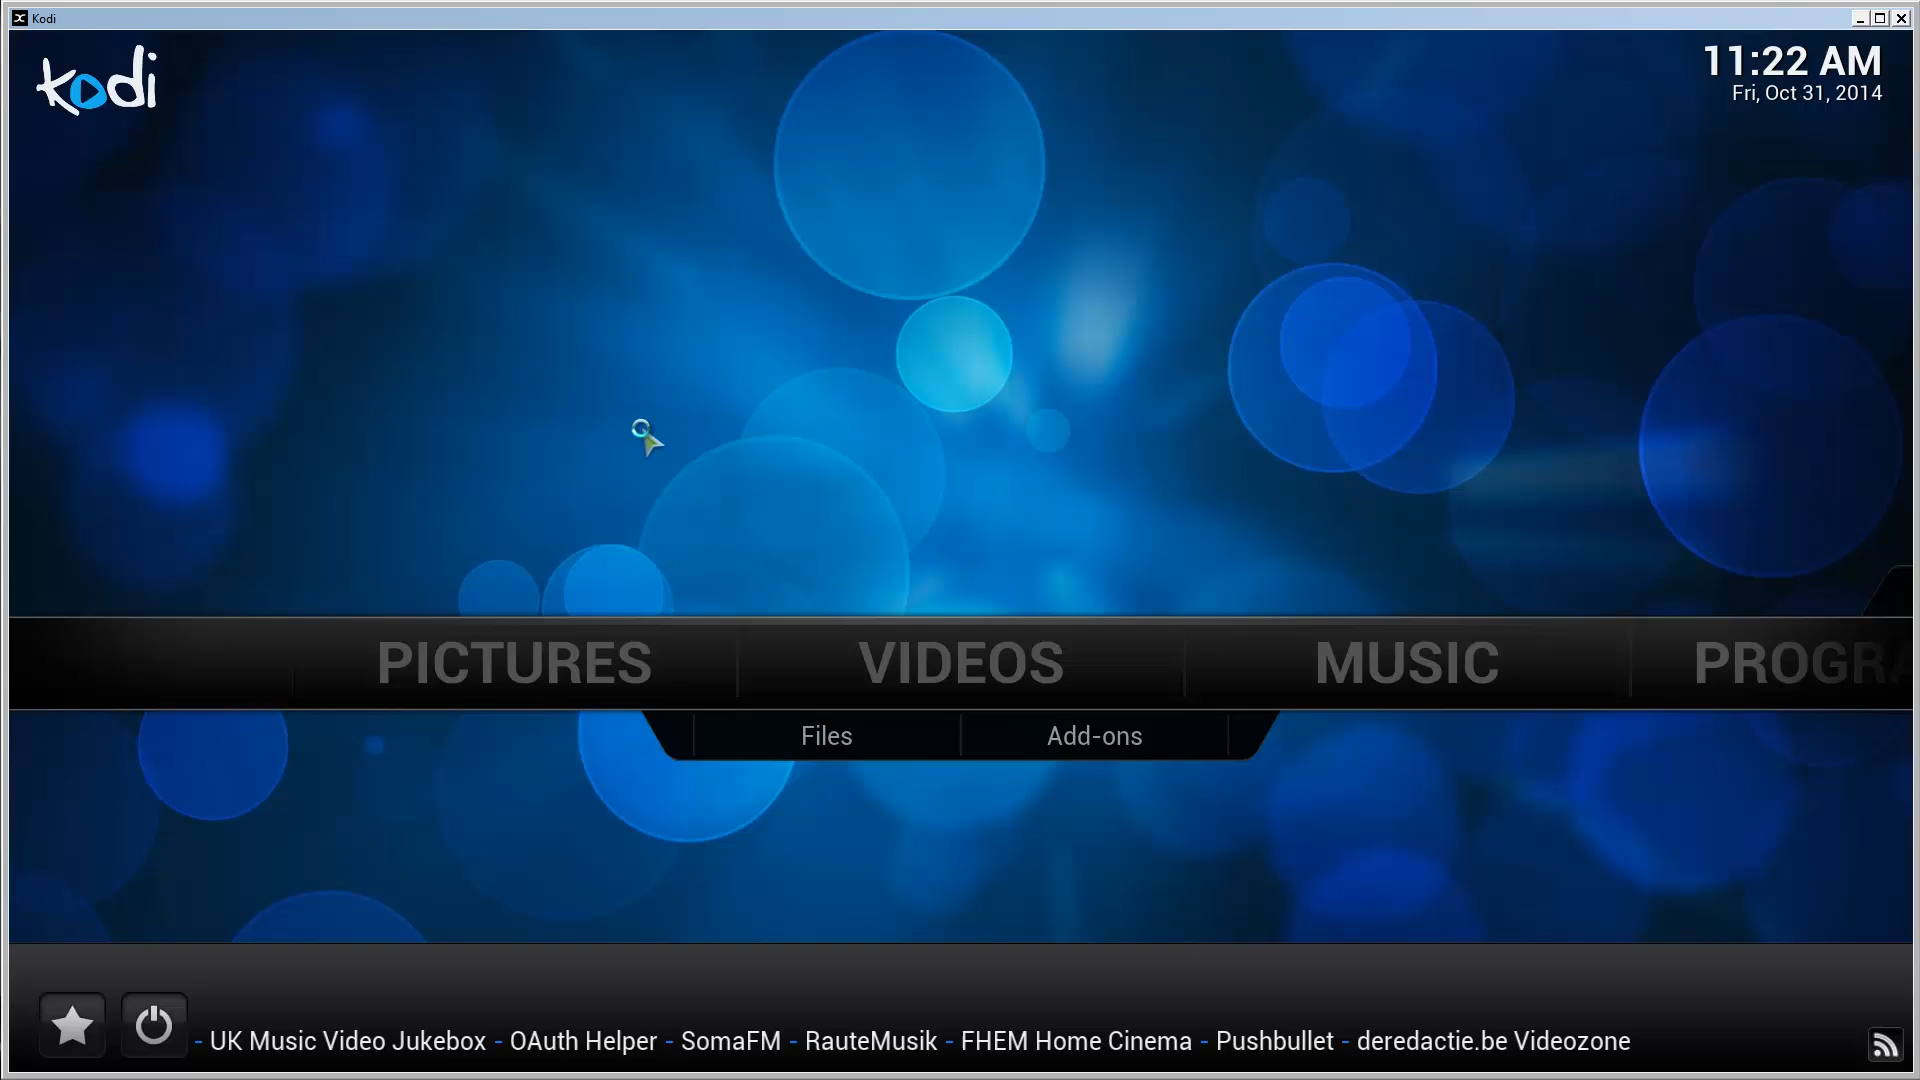 Kodi
kodi
11:22 AM
Fri, Oct 31, 2014
PICTURES VIDEOS MUSIC PROGRA
Files Add-ons
- UK Music Video Jukebox - OAuth Helper - SomaFM - RauteMusik - FHEM Home Cinema - Pushbullet - deredactie.be Videozone